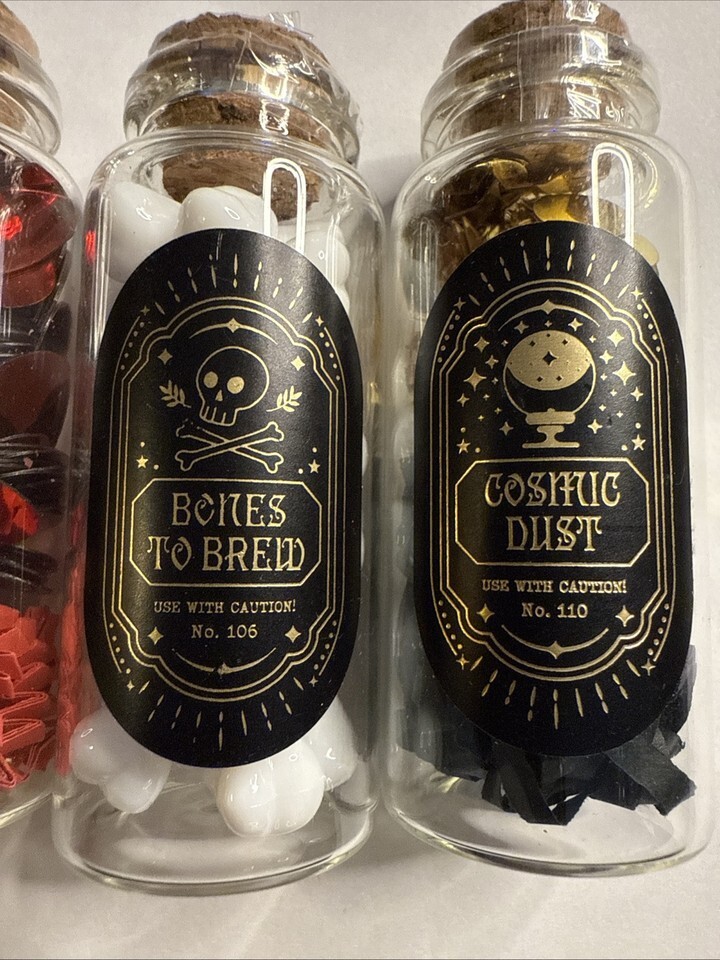 BONES
TO BREW
USE WITH CAUTION!
No. 106
COSMIC
DUST
USE WITH CAUTION!
No. 110